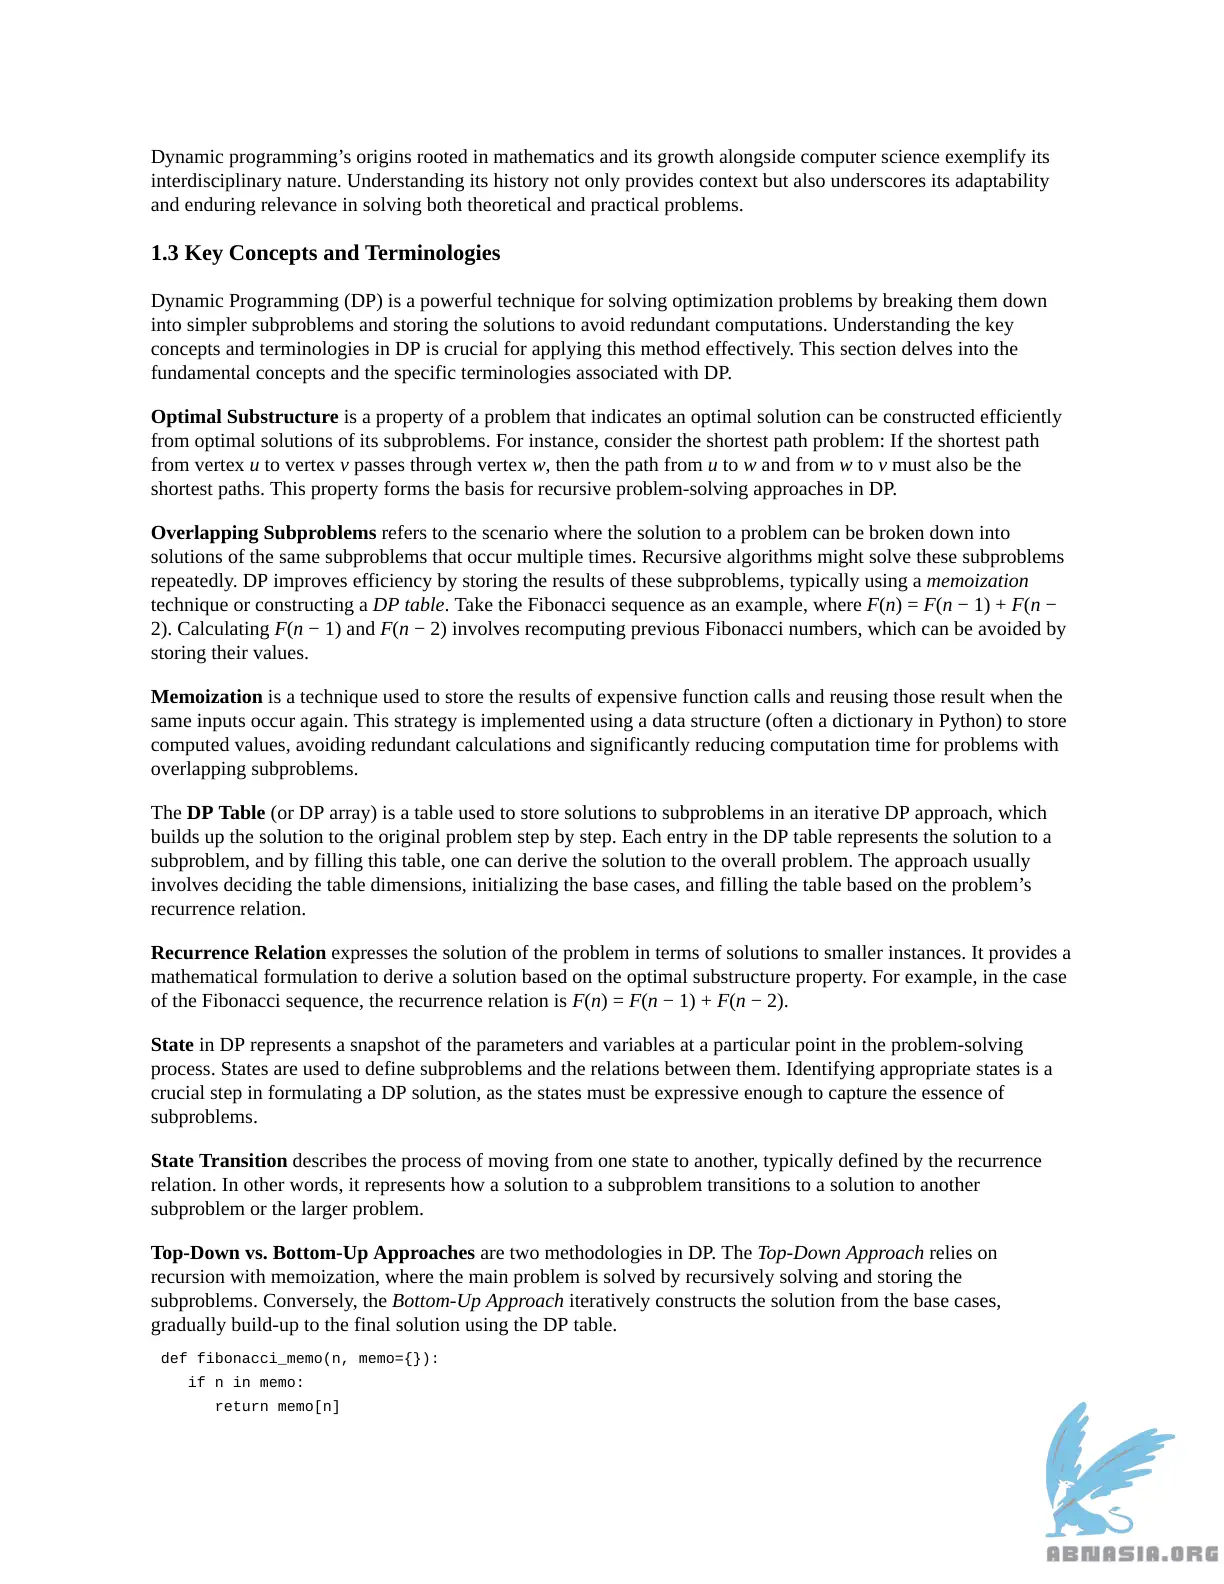 Dynamic programming’s origins rooted in mathematics and its growth alongside computer science exemplify its
interdisciplinary nature. Understanding its history not only provides context but also underscores its adaptability
and enduring relevance in solving both theoretical and practical problems.
1.3 Key Concepts and Terminologies
Dynamic Programming (DP) is a powerful technique for solving optimization problems by breaking them down
into simpler subproblems and storing the solutions to avoid redundant computations. Understanding the key
concepts and terminologies in DP is crucial for applying this method effectively. This section delves into the
fundamental concepts and the specific terminologies associated with DP.
Optimal Substructure is a property of a problem that indicates an optimal solution can be constructed efficiently
from optimal solutions of its subproblems. For instance, consider the shortest path problem: If the shortest path
from vertex u to vertex v passes through vertex w, then the path from u to w and from w to v must also be the
shortest paths. This property forms the basis for recursive problem-solving approaches in DP.
Overlapping Subproblems refers to the scenario where the solution to a problem can be broken down into
solutions of the same subproblems that occur multiple times. Recursive algorithms might solve these subproblems
repeatedly. DP improves efficiency by storing the results of these subproblems, typically using a memoization
technique or constructing a DP table. Take the Fibonacci sequence as an example, where F(n) = F(n − 1) + F(n −
2). Calculating F(n − 1) and F(n − 2) involves recomputing previous Fibonacci numbers, which can be avoided by
storing their values.
Memoization is a technique used to store the results of expensive function calls and reusing those result when the
same inputs occur again. This strategy is implemented using a data structure (often a dictionary in Python) to store
computed values, avoiding redundant calculations and significantly reducing computation time for problems with
overlapping subproblems.
The DP Table (or DP array) is a table used to store solutions to subproblems in an iterative DP approach, which
builds up the solution to the original problem step by step. Each entry in the DP table represents the solution to a
subproblem, and by filling this table, one can derive the solution to the overall problem. The approach usually
involves deciding the table dimensions, initializing the base cases, and filling the table based on the problem’s
recurrence relation.
Recurrence Relation expresses the solution of the problem in terms of solutions to smaller instances. It provides a
mathematical formulation to derive a solution based on the optimal substructure property. For example, in the case
of the Fibonacci sequence, the recurrence relation is F(n) = F(n − 1) + F(n − 2).
State in DP represents a snapshot of the parameters and variables at a particular point in the problem-solving
process. States are used to define subproblems and the relations between them. Identifying appropriate states is a
crucial step in formulating a DP solution, as the states must be expressive enough to capture the essence of
subproblems.
State Transition describes the process of moving from one state to another, typically defined by the recurrence
relation. In other words, it represents how a solution to a subproblem transitions to a solution to another
subproblem or the larger problem.
Top-Down vs. Bottom-Up Approaches are two methodologies in DP. The Top-Down Approach relies on
recursion with memoization, where the main problem is solved by recursively solving and storing the
subproblems. Conversely, the Bottom-Up Approach iteratively constructs the solution from the base cases,
gradually build-up to the final solution using the DP table.
def fibonacci_memo(n, memo={}):
   if n in memo:
      return memo[n]
ABNASIA.ORG